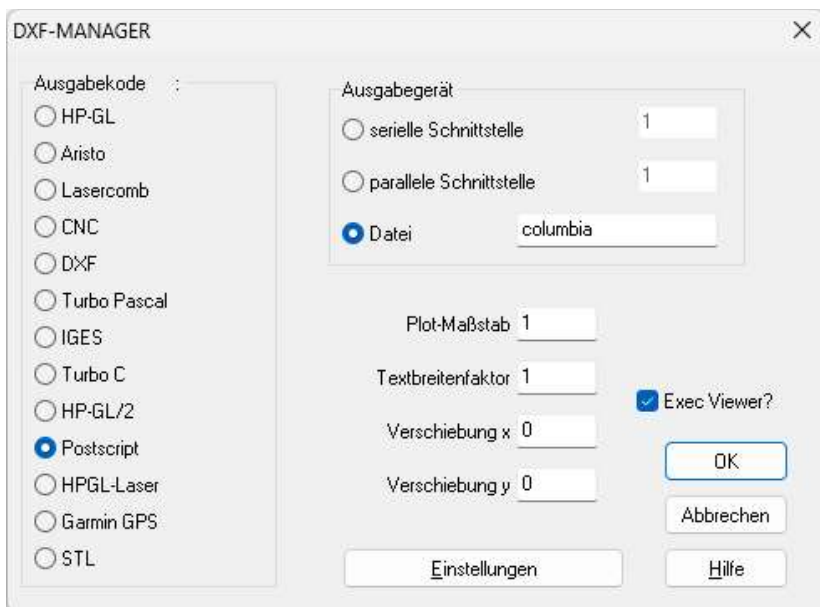 DXF-MANAGER
Ausgabekode :
HP-GL
Aristo
Lasercomb
CNC
DXF
Turbo Pascal
IGES
Turbo C
HP-GL/2
Postscript
HPGL-Laser
Garmin GPS
STL
Ausgabegerät
serielle Schnittstelle 1
parallele Schnittstelle 1
Datei columbia
Plot-Maßstab 1
Textbreitenfaktor 1
Verschiebung x 0
Verschiebung y 0
Exec Viewer?
OK
Abbrechen
Einstellungen
Hilfe